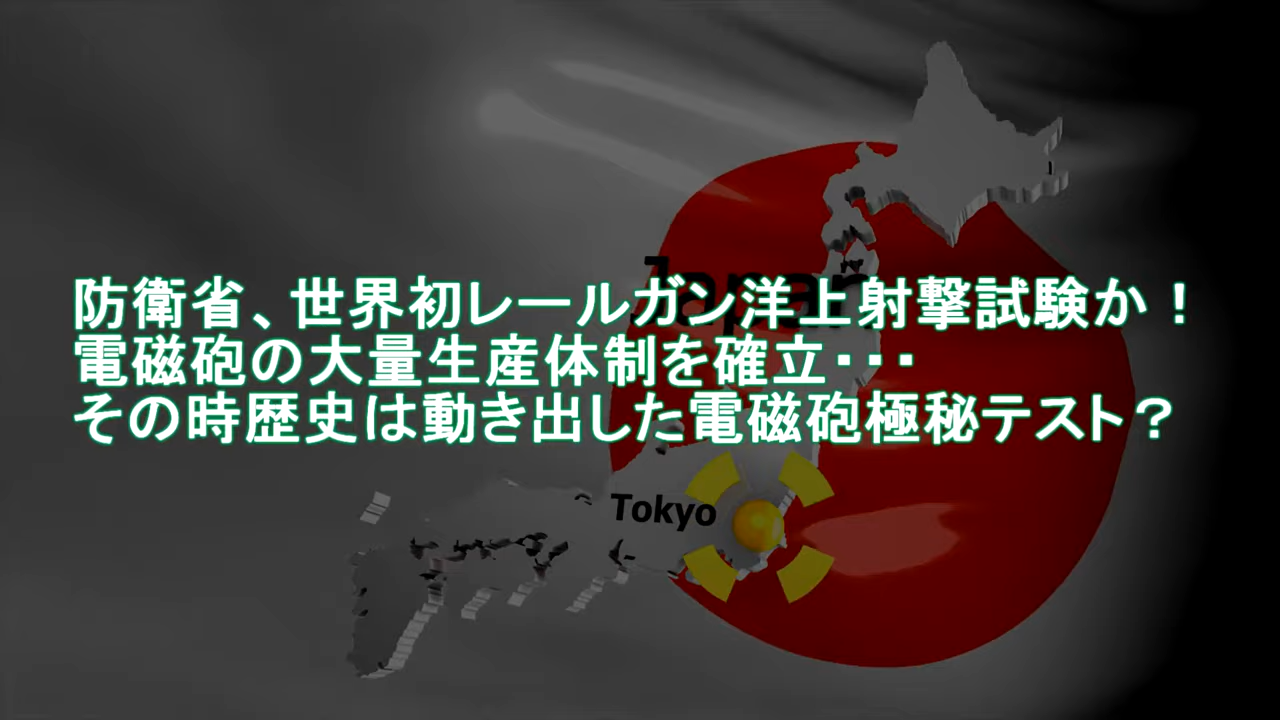 Japan
防衛省、世界初レールガン洋上射撃試験か！
電磁砲の大量生産体制を確立・・・
その時歴史は動き出した電磁砲極秘テスト？
Tokyo